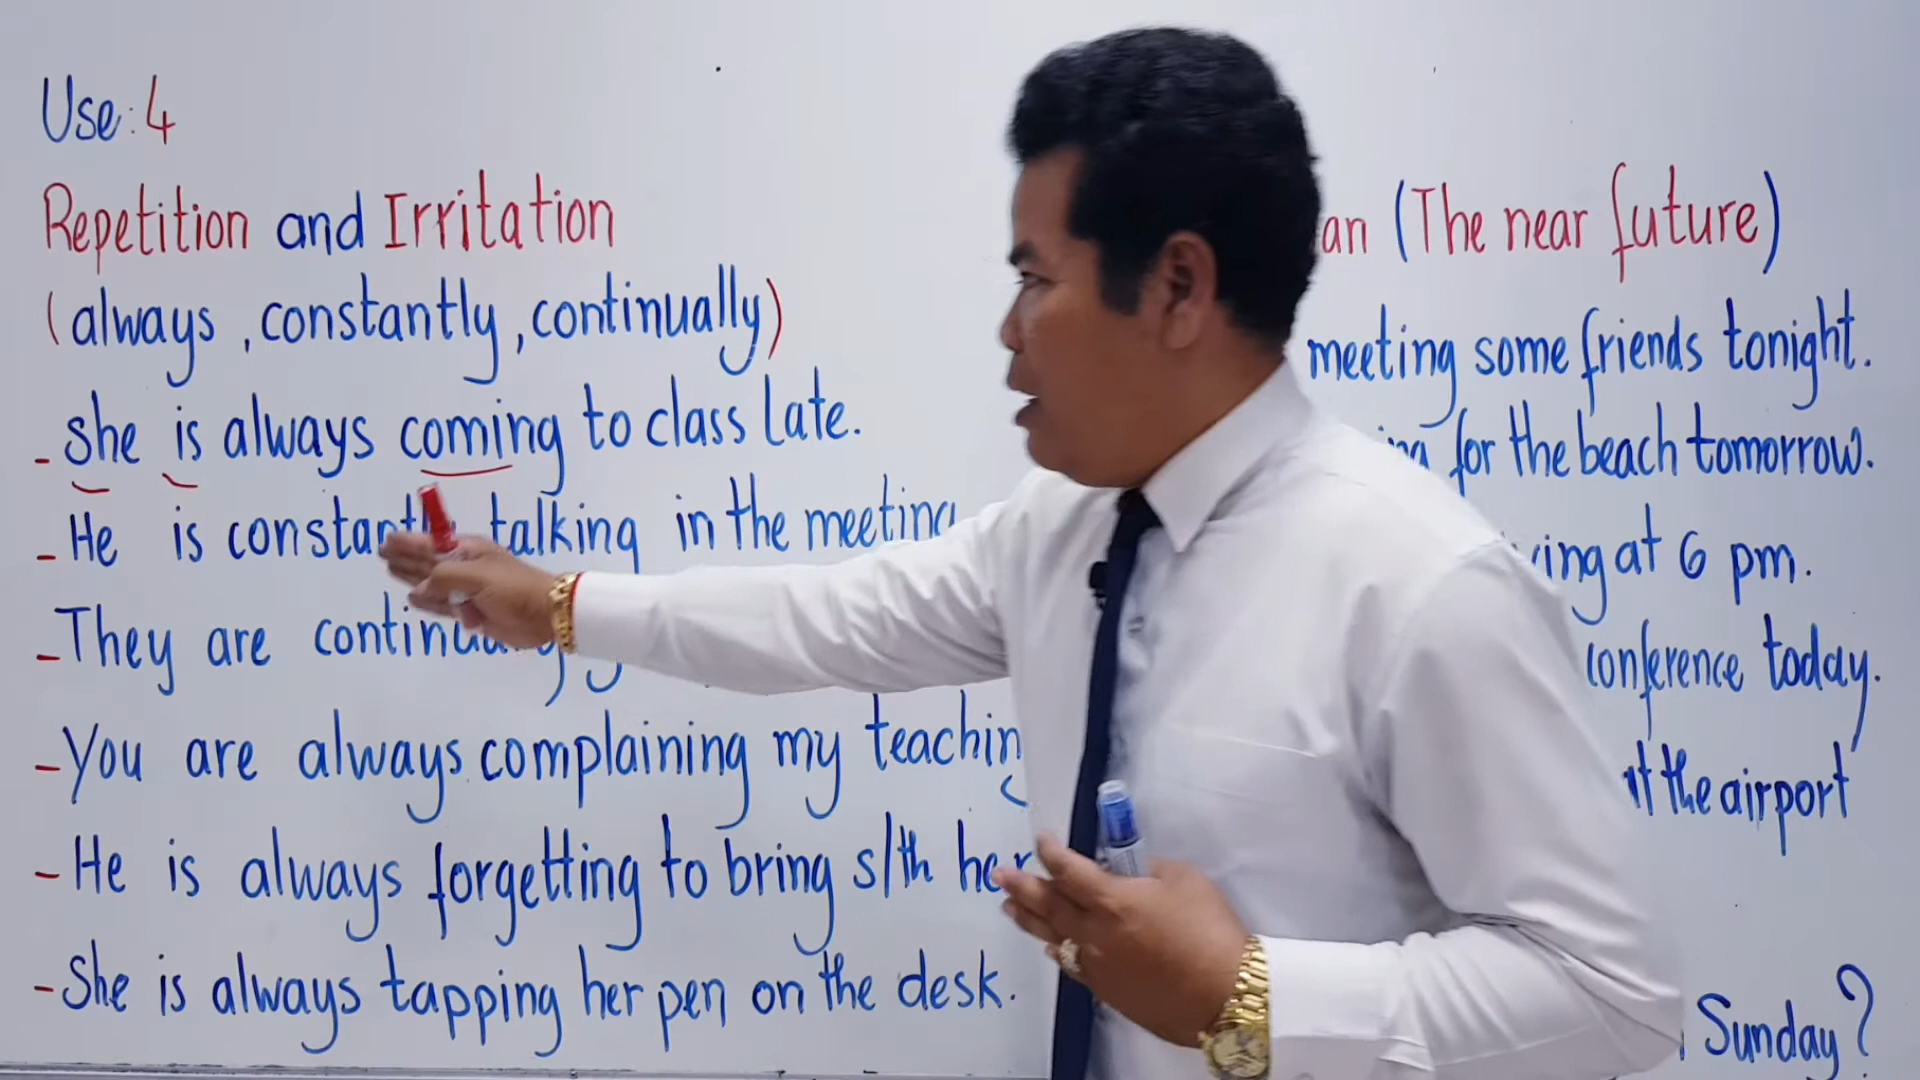 Use: 4
Repetition and Irritation
(always, constantly, continually)
- She is always coming to class late.
- He is constantly talking in the meeting
- They are continually
- You are always complaining my teaching
- He is always forgetting to bring s/th her
- She is always tapping her pen on the desk.
(The near future)
meeting some friends tonight.
for the beach tomorrow.
at 6 pm.
conference today.
at the airport
Sunday?